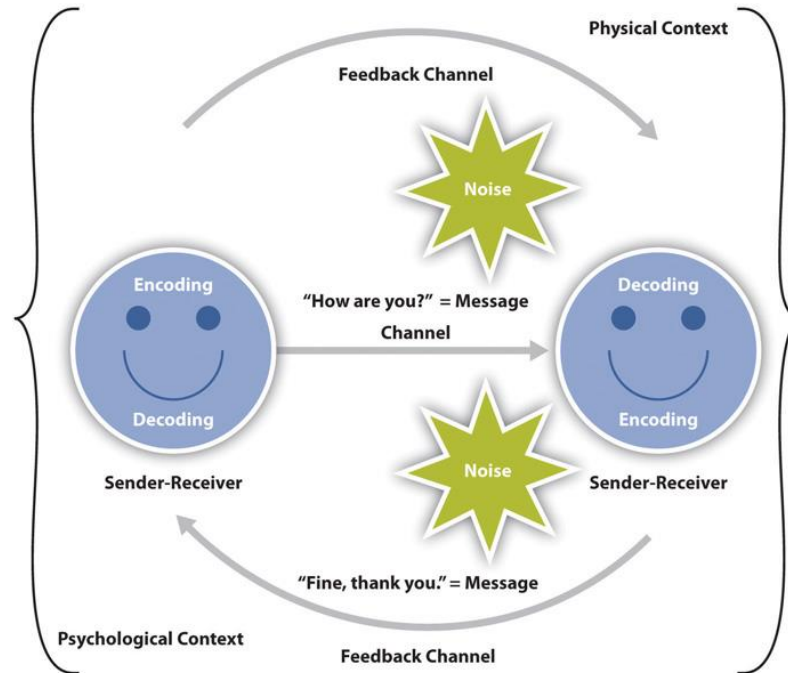 Physical Context
Feedback Channel
Noise
Encoding
Decoding
“How are you?” = Message
Channel
Decoding
Encoding
Noise
Sender-Receiver
Sender-Receiver
“Fine, thank you.” = Message
Psychological Context
Feedback Channel